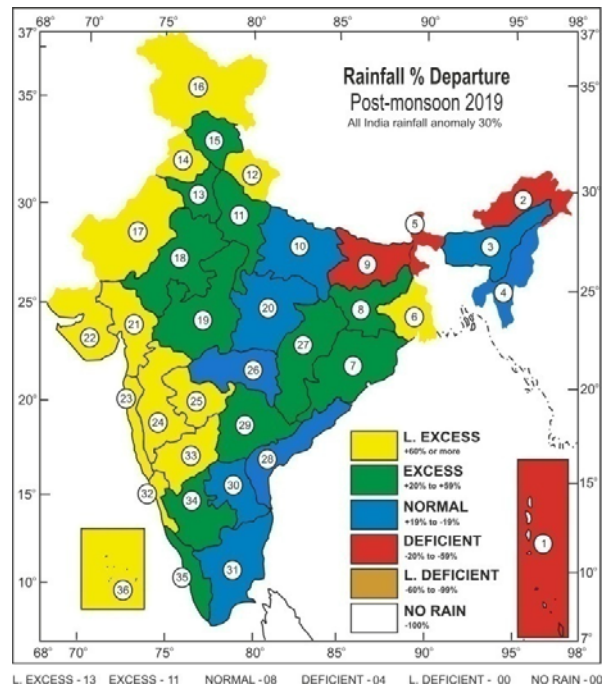 68° 70° 75° 80° 85° 90° 95° 98°
37° 37°
Rainfall % Departure
Post-monsoon 2019
All India rainfall anomaly 30%
35° 35°
16
15
14
12
13
30° 30°
2
11
5
17
10
3
18
9
4
25° 25°
20
8
19
6
21
22
27
7
26
20° 20°
23
25
24
29
33
28
L. EXCESS
+60% or more
EXCESS
+20% to +59%
NORMAL
+19% to -19%
DEFICIENT
-20% to -59%
L. DEFICIENT
-60% to -99%
NO RAIN
-100%
30
32
34
15° 15°
1
31
35
36
10° 10°
7°
68° 70° 75° 80° 85° 90° 95° 98°
L. EXCESS - 13 EXCESS - 11 NORMAL - 08 DEFICIENT - 04 L. DEFICIENT - 00 NO RAIN - 00